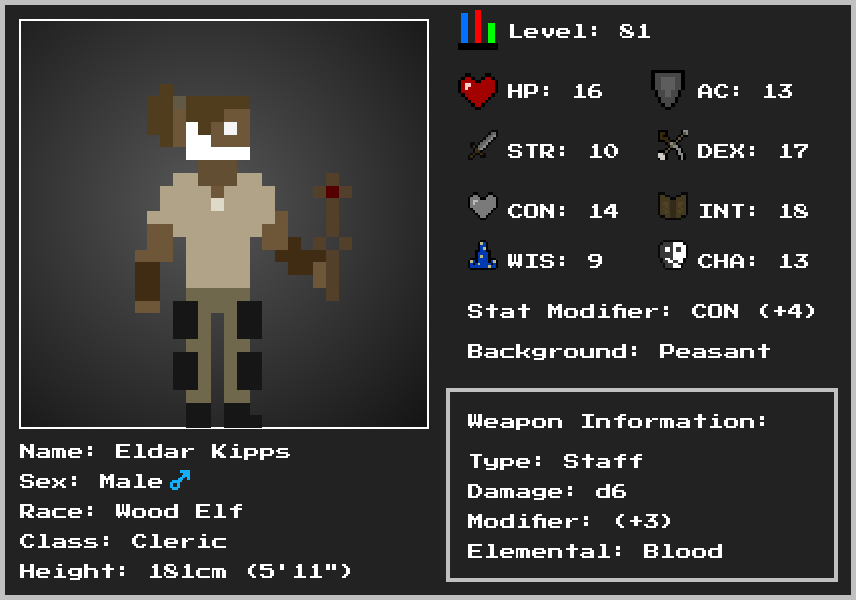 Level: 81
HP: 16
AC: 13
STR: 10
DEX: 17
CON: 14
INT: 18
WIS: 9
CHA: 13
Stat Modifier: CON (+4)
Background: Peasant
Weapon Information:
Type: Staff
Damage: d6
Modifier: (+3)
Elemental: Blood
Name: Eldar Kipps
Sex: Male ♂
Race: Wood Elf
Class: Cleric
Height: 181cm (5'11")